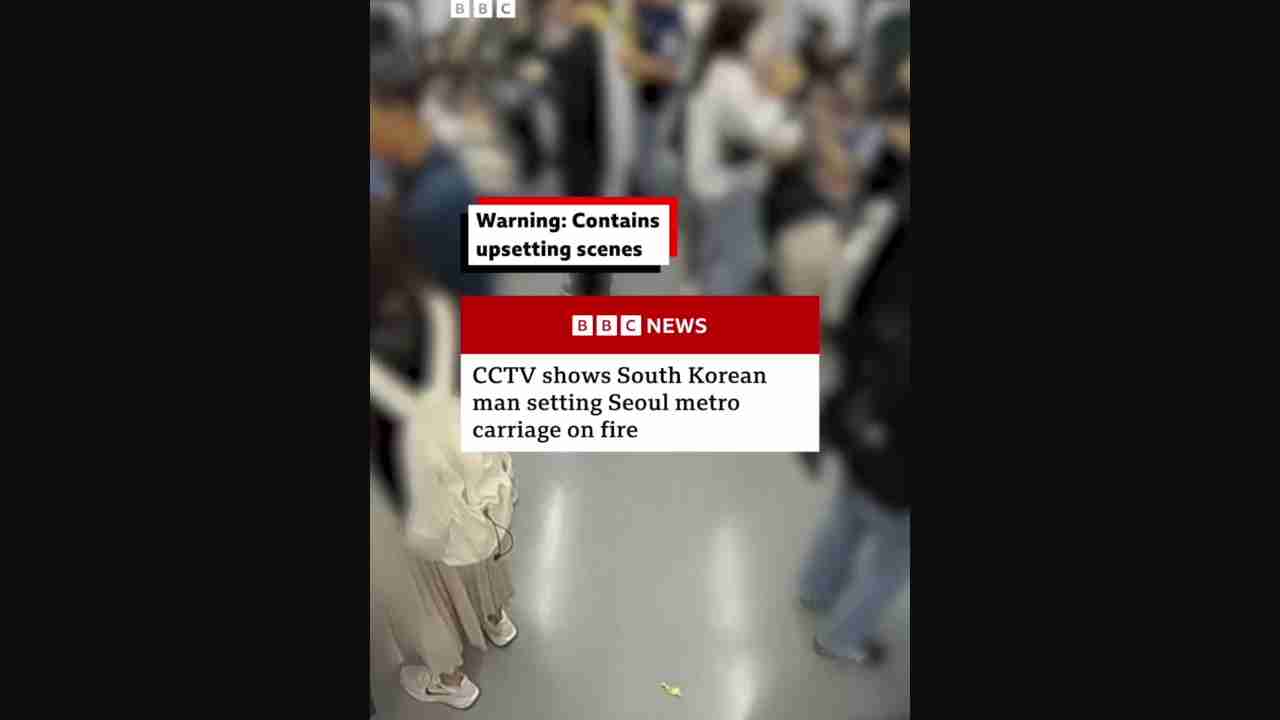 BBC
Warning: Contains
upsetting scenes
BBC NEWS
CCTV shows South Korean
man setting Seoul metro
carriage on fire